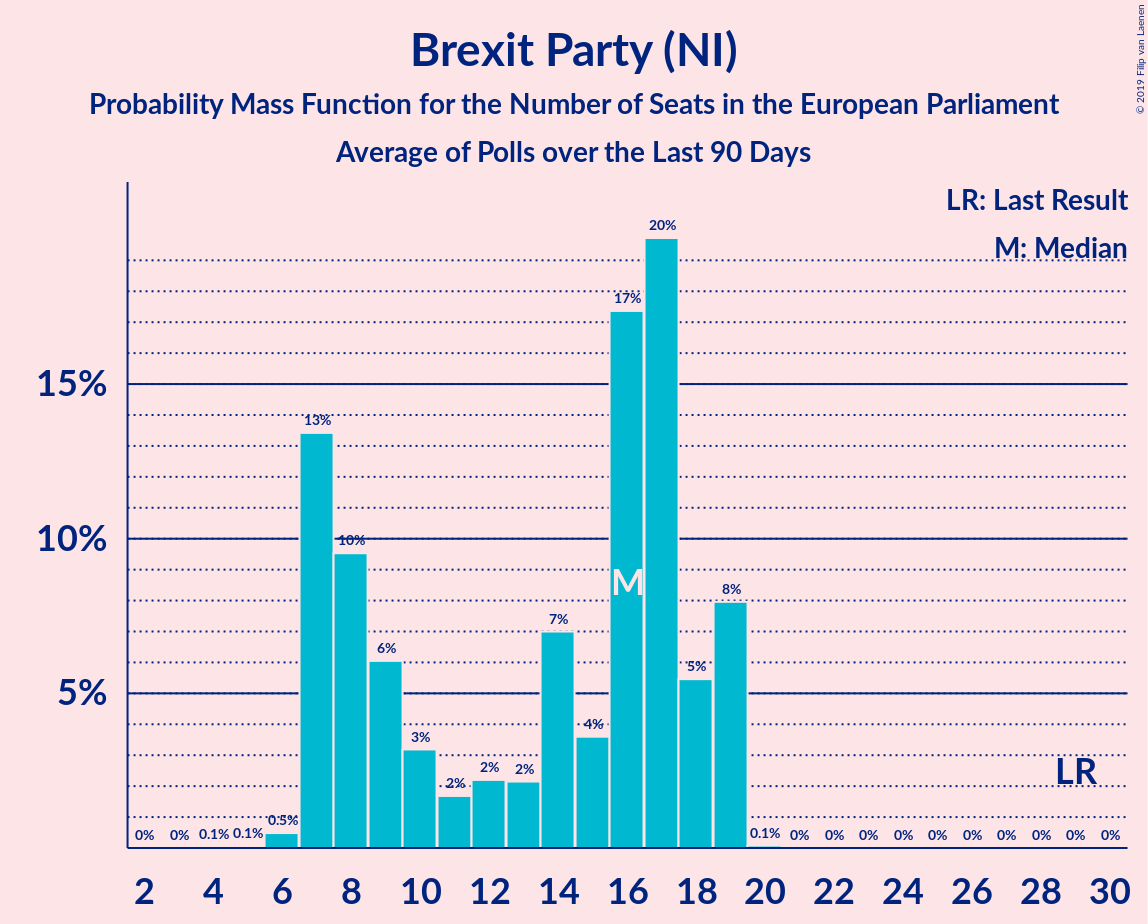 Brexit Party (NI)
Probability Mass Function for the Number of Seats in the European Parliament
Average of Polls over the Last 90 Days
© 2019 Filip van Laenen
LR: Last Result
M: Median
15%
10%
5%
0% 0% 0.1% 0.1% 0.5% 13% 10% 6% 3% 2% 2% 2% 7% 4% 17% 20% 5% 8% 0.1% 0% 0% 0% 0% 0% 0% 0% 0% 0% 0%
M
LR
2 4 6 8 10 12 14 16 18 20 22 24 26 28 30